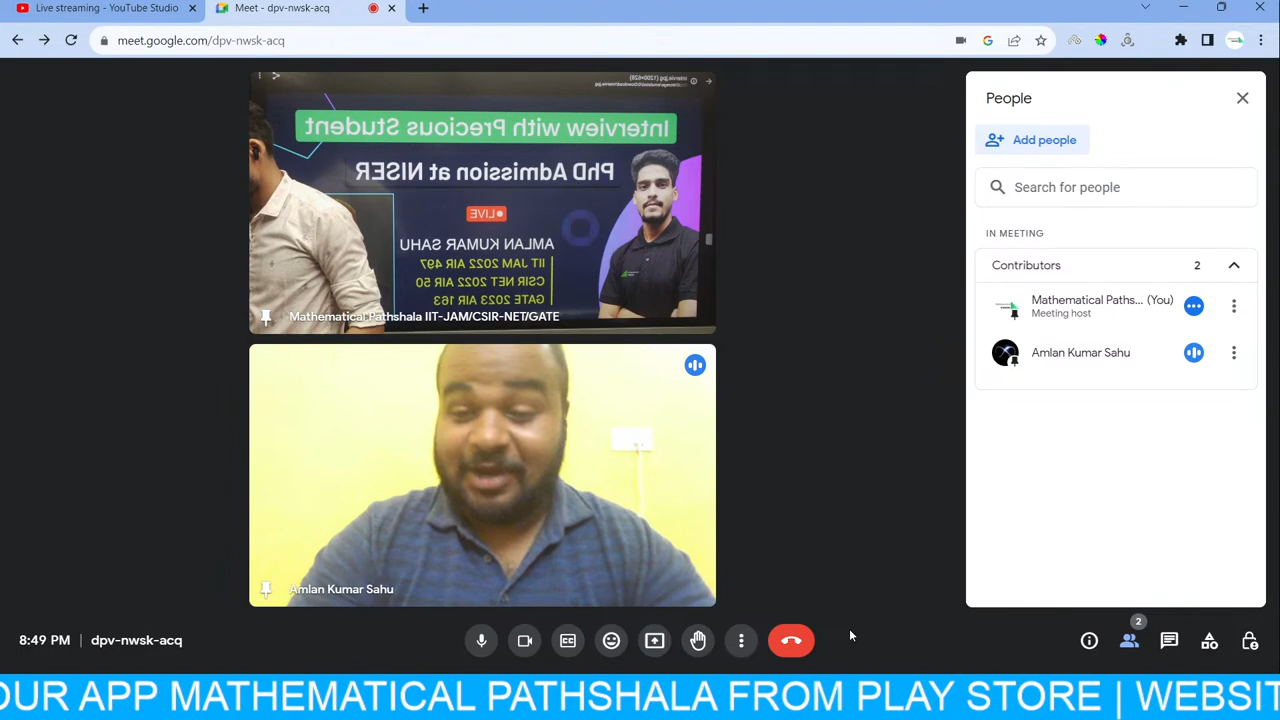 Live streaming - YouTube Studio
Meet - dpv-nwsk-acq
meet.google.com/dpv-nwsk-acq
Interview with Precious Student
PhD Admission at NISER
LIVE
AMLAN KUMAR SAHU
IIT JAM 2022 AIR 497
CSIR NET 2022 AIR 50
GATE 2023 AIR 163
Mathematical Pathshala IIT-JAM/CSIR-NET/GATE
Amlan Kumar Sahu
People
Add people
Search for people
IN MEETING
Contributors 2
Mathematical Paths... (You)
Meeting host
Amlan Kumar Sahu
8:49 PM | dpv-nwsk-acq
2
OUR APP MATHEMATICAL PATHSHALA FROM PLAY STORE | WEBSIT